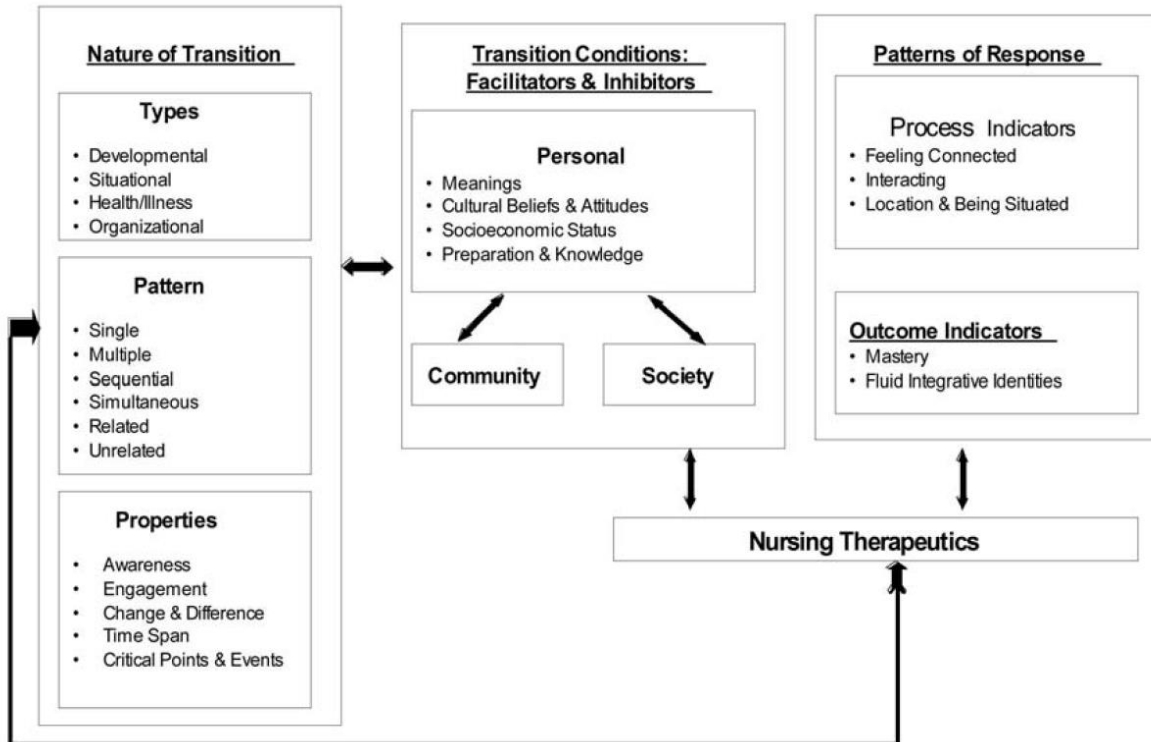 Nature of Transition
Types
• Developmental
• Situational
• Health/Illness
• Organizational
Pattern
• Single
• Multiple
• Sequential
• Simultaneous
• Related
• Unrelated
Properties
• Awareness
• Engagement
• Change & Difference
• Time Span
• Critical Points & Events
Transition Conditions:
Facilitators & Inhibitors
Personal
• Meanings
• Cultural Beliefs & Attitudes
• Socioeconomic Status
• Preparation & Knowledge
Community
Society
Patterns of Response
Process Indicators
• Feeling Connected
• Interacting
• Location & Being Situated
Outcome Indicators
• Mastery
• Fluid Integrative Identities
Nursing Therapeutics